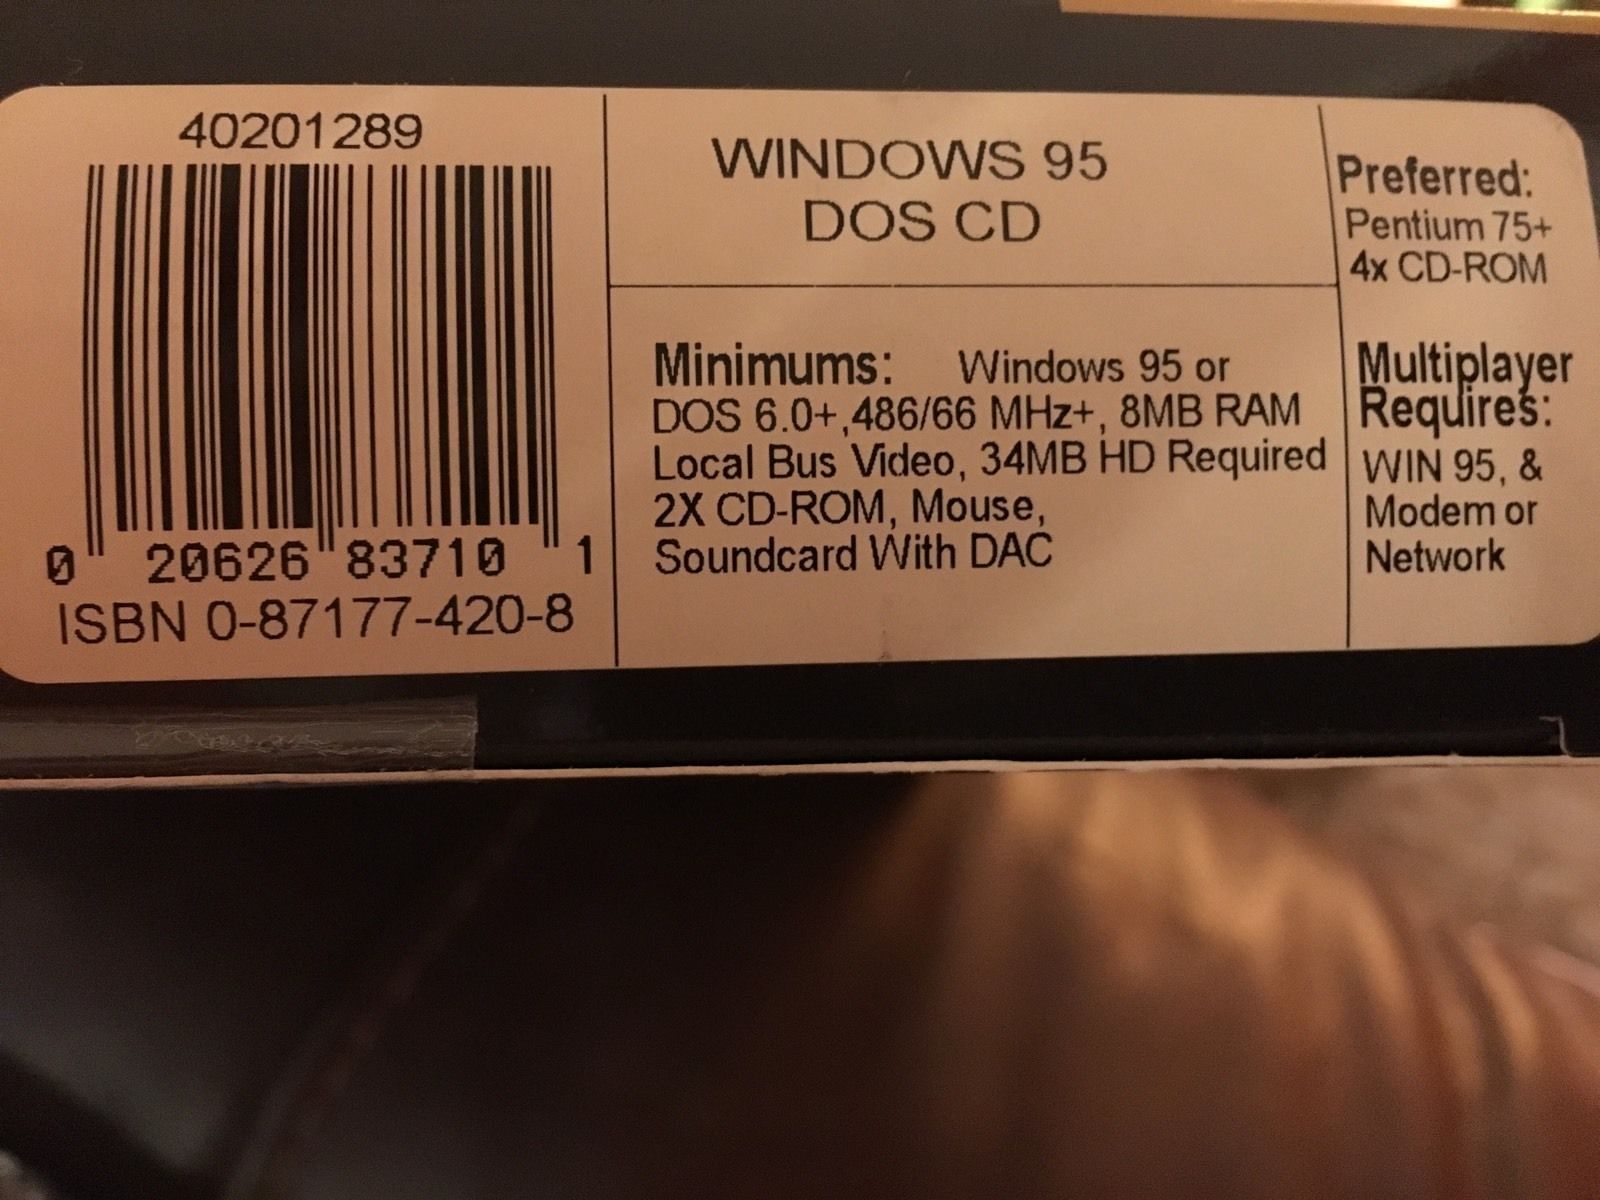 40201289
0 20626 83710 1
ISBN 0-87177-420-8
WINDOWS 95
DOS CD
Minimums: Windows 95 or
DOS 6.0+,486/66 MHz+, 8MB RAM
Local Bus Video, 34MB HD Required
2X CD-ROM, Mouse,
Soundcard With DAC
Preferred:
Pentium 75+
4x CD-ROM
Multiplayer
Requires:
WIN 95, &
Modem or
Network